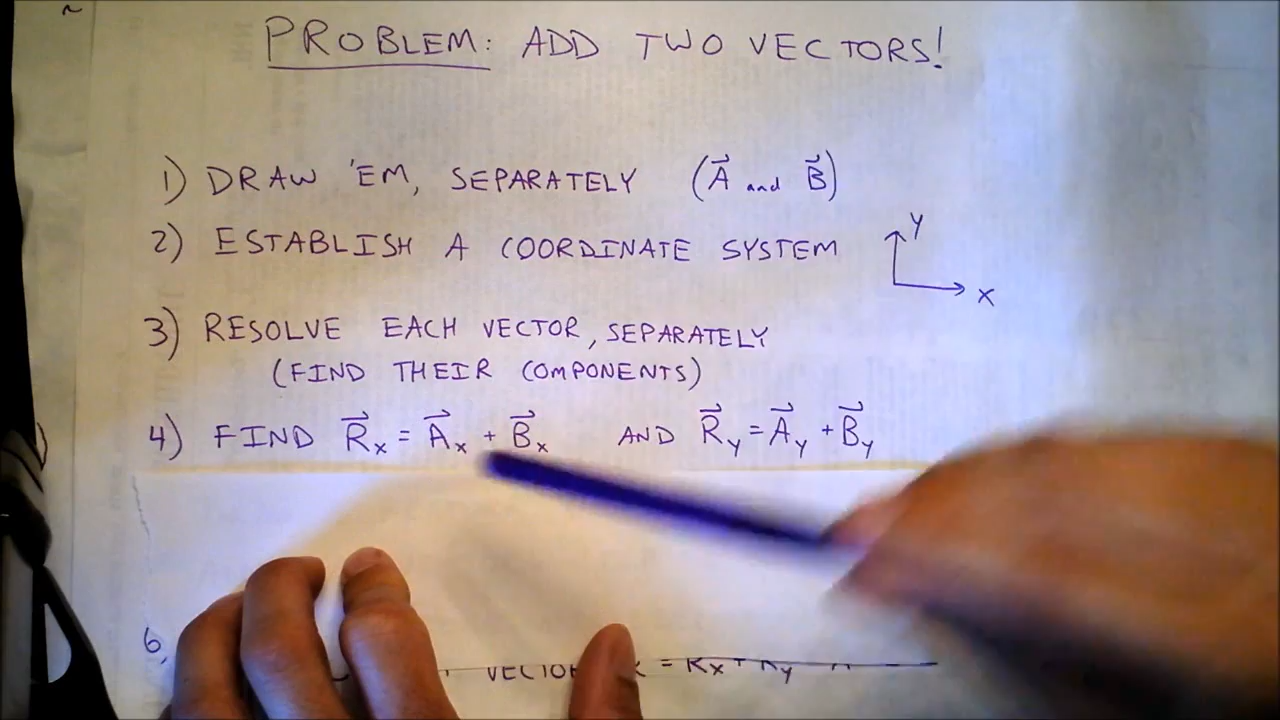 PROBLEM: ADD TWO VECTORS!
1) DRAW 'EM, SEPARATELY (A⃗ and B⃗)
2) ESTABLISH A COORDINATE SYSTEM
Y
X
3) RESOLVE EACH VECTOR, SEPARATELY
(FIND THEIR COMPONENTS)
4) FIND R⃗x = A⃗x + B⃗x AND R⃗y = A⃗y + B⃗y
6